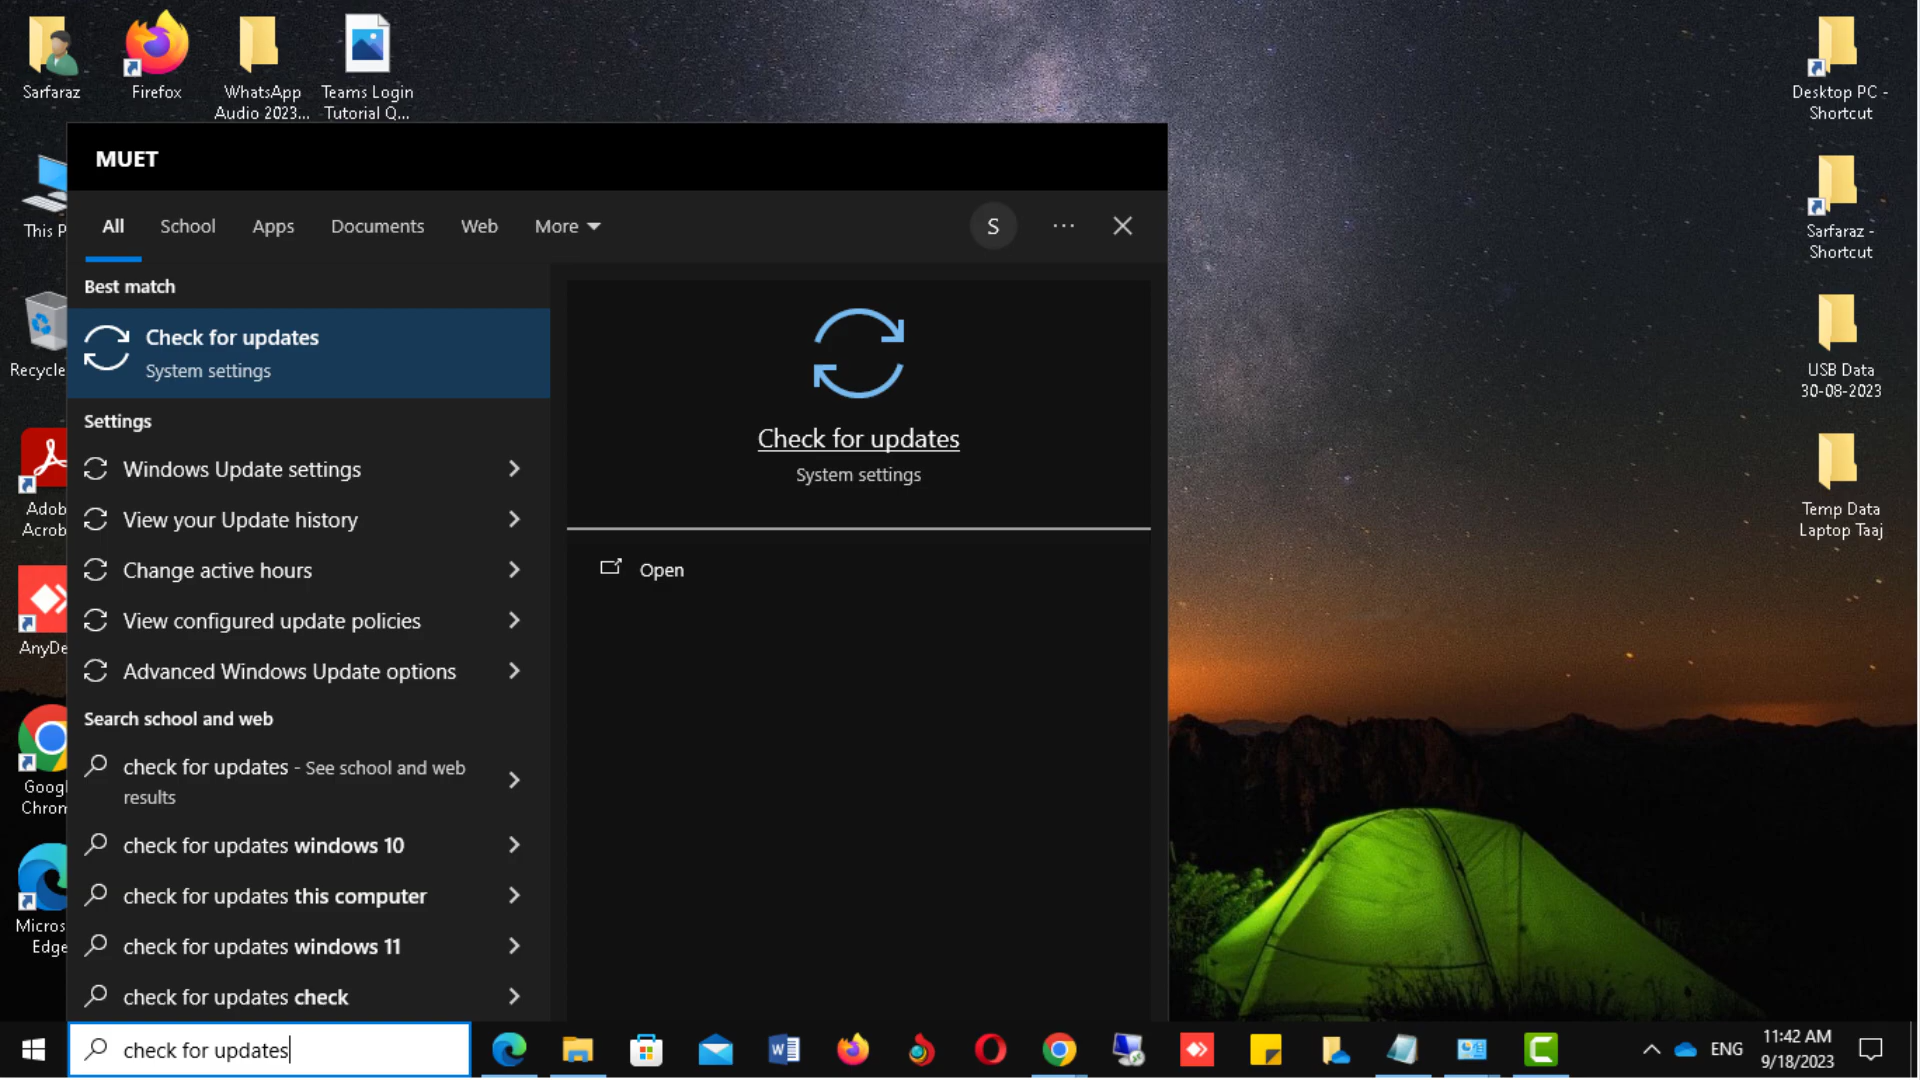 Sarfaraz
Firefox
WhatsApp
Audio 2023...
Teams Login
Tutorial Q...
Desktop PC -
Shortcut
MUET
This P
Sarfaraz -
Shortcut
All
School
Apps
Documents
Web
More
S
Best match
Check for updates
System settings
Check for updates
System settings
Open
Recycle
USB Data
30-08-2023
Settings
Windows Update settings
View your Update history
Change active hours
View configured update policies
Advanced Windows Update options
Adob
Acrob
Temp Data
Laptop Taaj
AnyDe
Search school and web
check for updates - See school and web
results
check for updates windows 10
check for updates this computer
check for updates windows 11
check for updates check
Googl
Chrom
Micros
Edge
check for updates
ENG
11:42 AM
9/18/2023